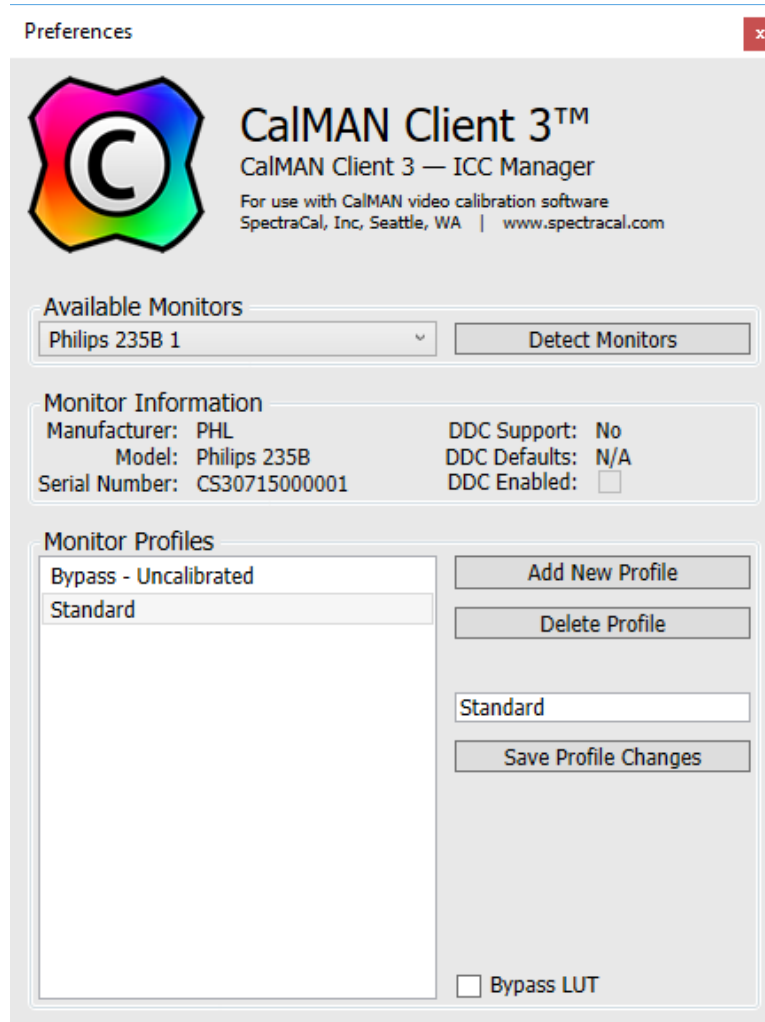 Preferences
x
C
CalMAN Client 3™
CalMAN Client 3 — ICC Manager
For use with CalMAN video calibration software
SpectraCal, Inc, Seattle, WA | www.spectracal.com
Available Monitors
Philips 235B 1
Detect Monitors
Monitor Information
Manufacturer: PHL
DDC Support: No
Model: Philips 235B
DDC Defaults: N/A
Serial Number: CS30715000001
DDC Enabled:
Monitor Profiles
Bypass - Uncalibrated
Add New Profile
Standard
Delete Profile
Standard
Save Profile Changes
Bypass LUT